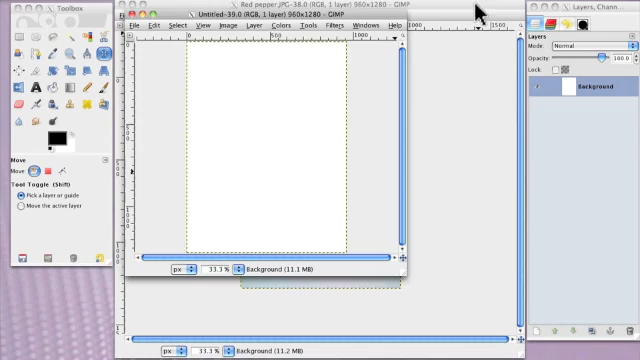 Toolbox
Red pepper.JPG-38.0 (RGB, 1 layer) 960x1280 – GIMP
Layers, Chann...
Untitled-39.0 (RGB, 1 layer) 960x1280 – GIMP
File Edit Select View Image Layer Colors Tools Filters Windows Help
0 500 1000
1000 1500
Layers
Mode: Normal
Opacity: 100.0
Lock:
Background
Move
Move:
Tool Toggle (Shift)
Pick a layer or guide
Move the active layer
px 33.3 % Background (11.1 MB)
px 33.3 % Background (11.2 MB)